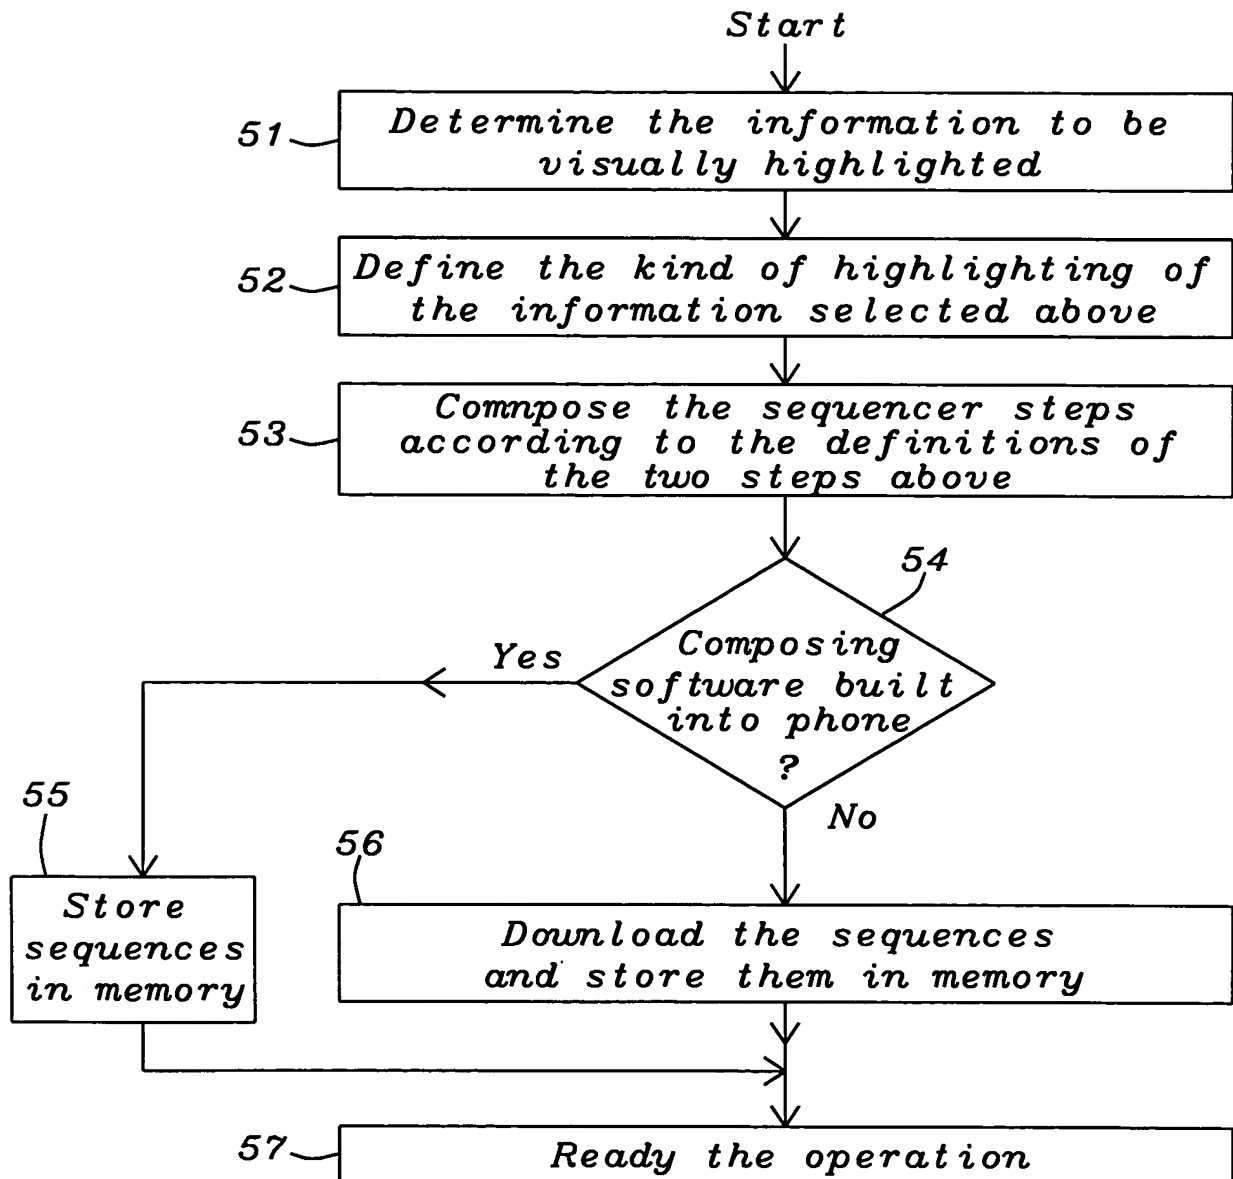 Start
51
Determine the information to be
visually highlighted
52
Define the kind of highlighting of
the information selected above
53
Comnpose the sequencer steps
according to the definitions of
the two steps above
54
Yes
Composing
software built
into phone
?
No
55
Store
sequences
in memory
56
Download the sequences
and store them in memory
57
Ready the operation